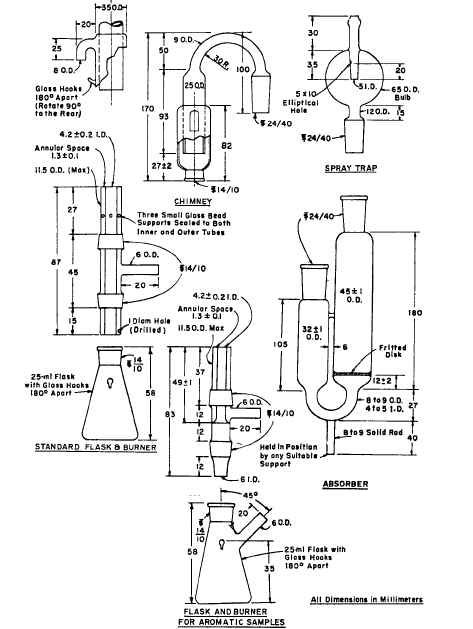 35O.D.
20
25
8 O.D.
Glass Hooks
180° Apart
(Rotate 90°
to the Rear)
9 O.D.
50
30 R.
100
25 O.D.
170
93
82
27±2
24/40
14/10
CHIMNEY
30
35
20
5 x 10
Elliptical
Hole
5 I.D.
65 O.D.
Bulb
12 O.D.
15
24/40
SPRAY TRAP
4.2±0.2 I.D.
Annular Space
1.3±0.1
11.5 O.D. (Max)
27
Three Small Glass Bead
Supports Sealed to Both
Inner and Outer Tubes
87
45
6 O.D.
14/10
20
15
1 Diam Hole
(Drilled)
25-ml Flask
with Glass Hooks
180° Apart
14
10
58
STANDARD FLASK & BURNER
4.2±0.2 I.D.
Annular Space
1.3±0.1
11.5 O.D. Max
37
49±1
83
6 O.D.
12
14/10
20
12
12
Held in Position
by any Suitable
Support
6 I.D.
24/40
24/40
45±1
O.D.
32±1
O.D.
180
105
6
Fritted
Disk
12±2
8 to 9 O.D.
4 to 5 I.D.
27
8 to 9 Solid Rod
40
ABSORBER
45°
20
6 O.D.
14
10
58
25-ml Flask with
Glass Hooks
180° Apart
35
FLASK AND BURNER
FOR AROMATIC SAMPLES
All Dimensions in Millimeters